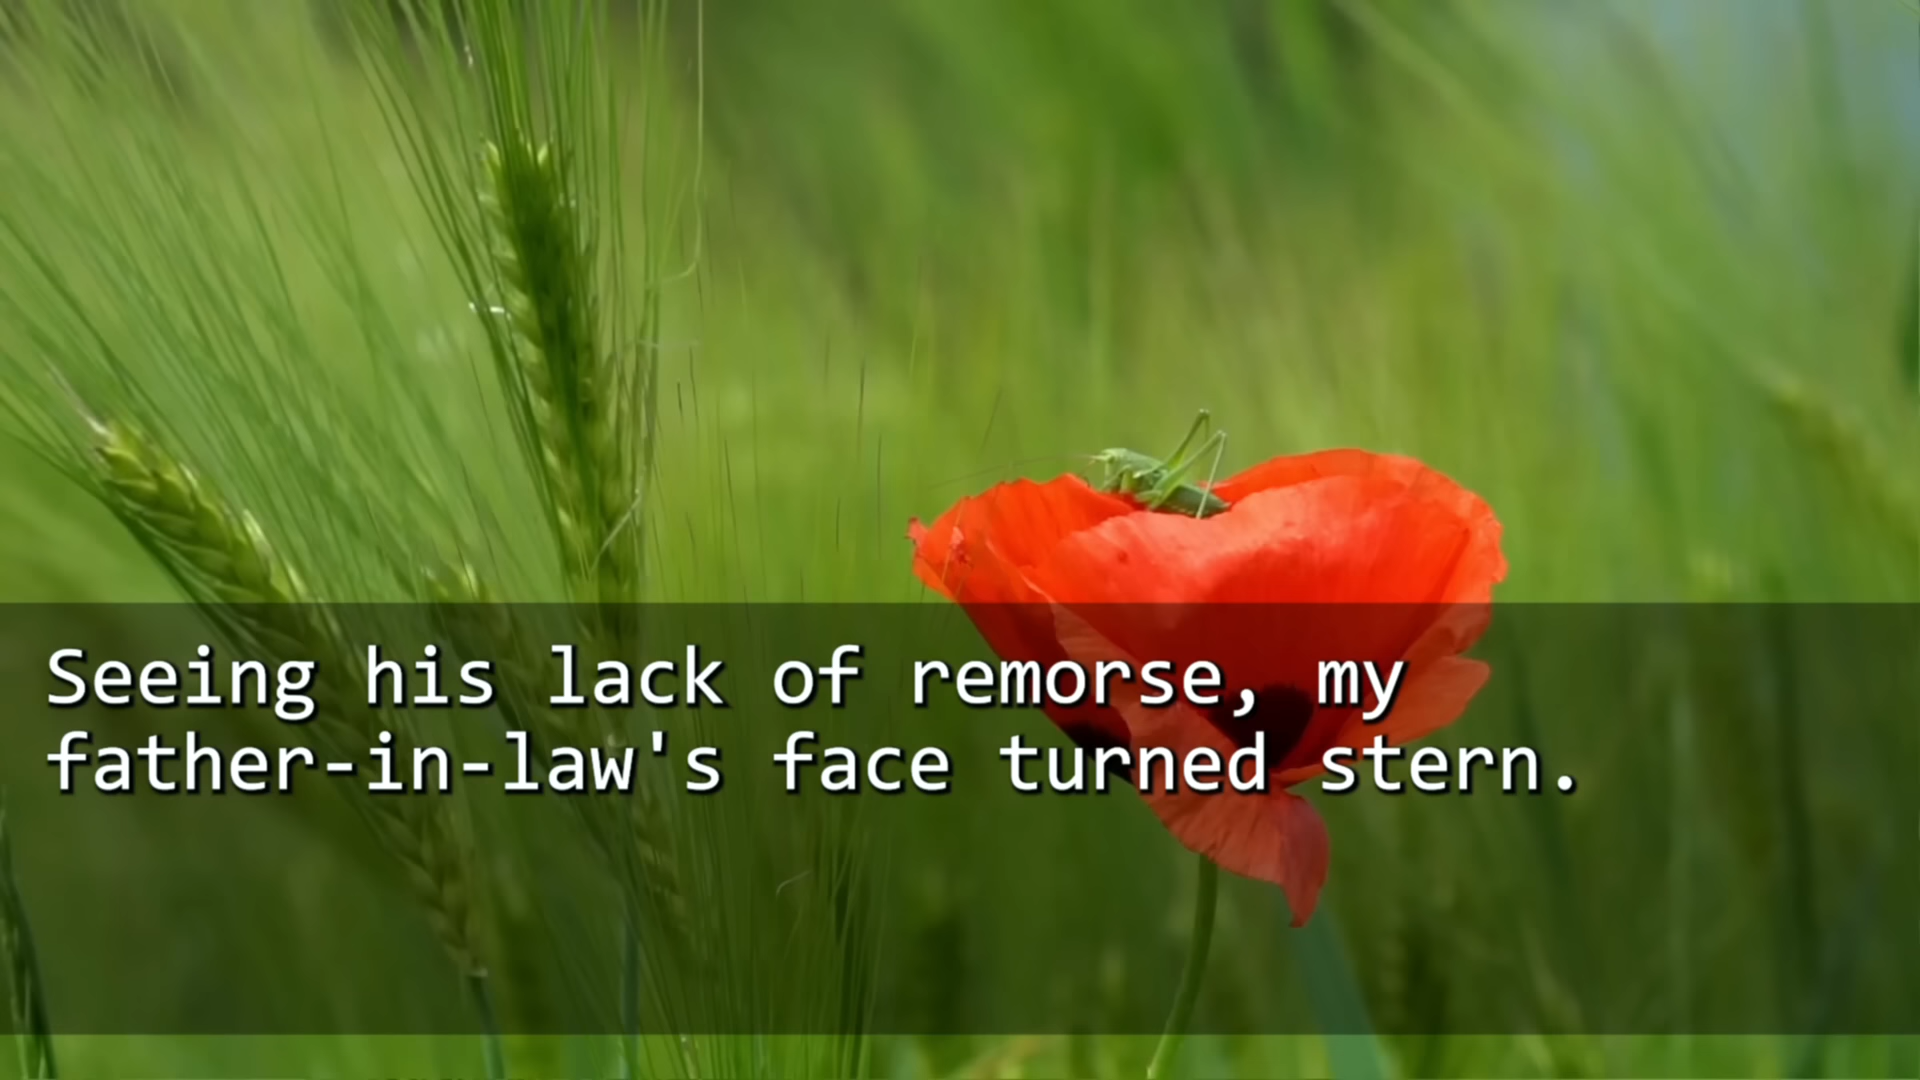 Seeing his lack of remorse, my
father-in-law's face turned stern.